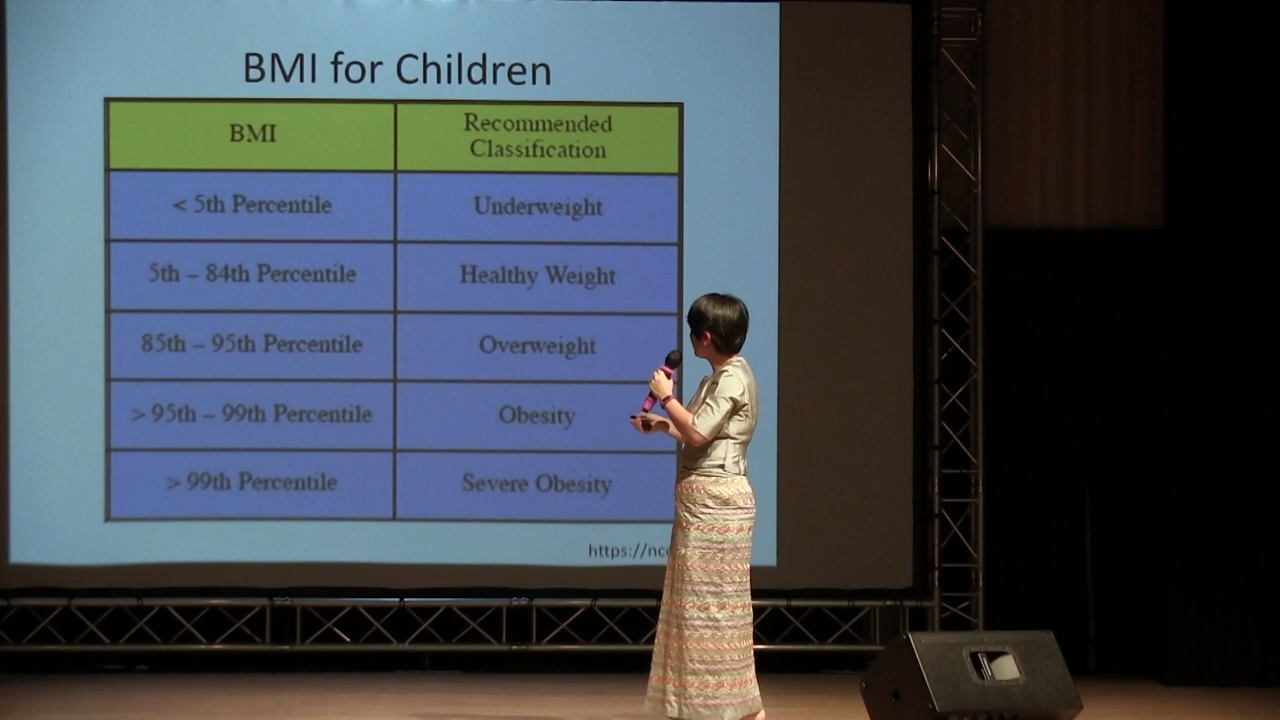 BMI for Children
BMI
Recommended
Classification
< 5th Percentile
Underweight
5th – 84th Percentile
Healthy Weight
85th – 95th Percentile
Overweight
> 95th – 99th Percentile
Obesity
> 99th Percentile
Severe Obesity
https://nc